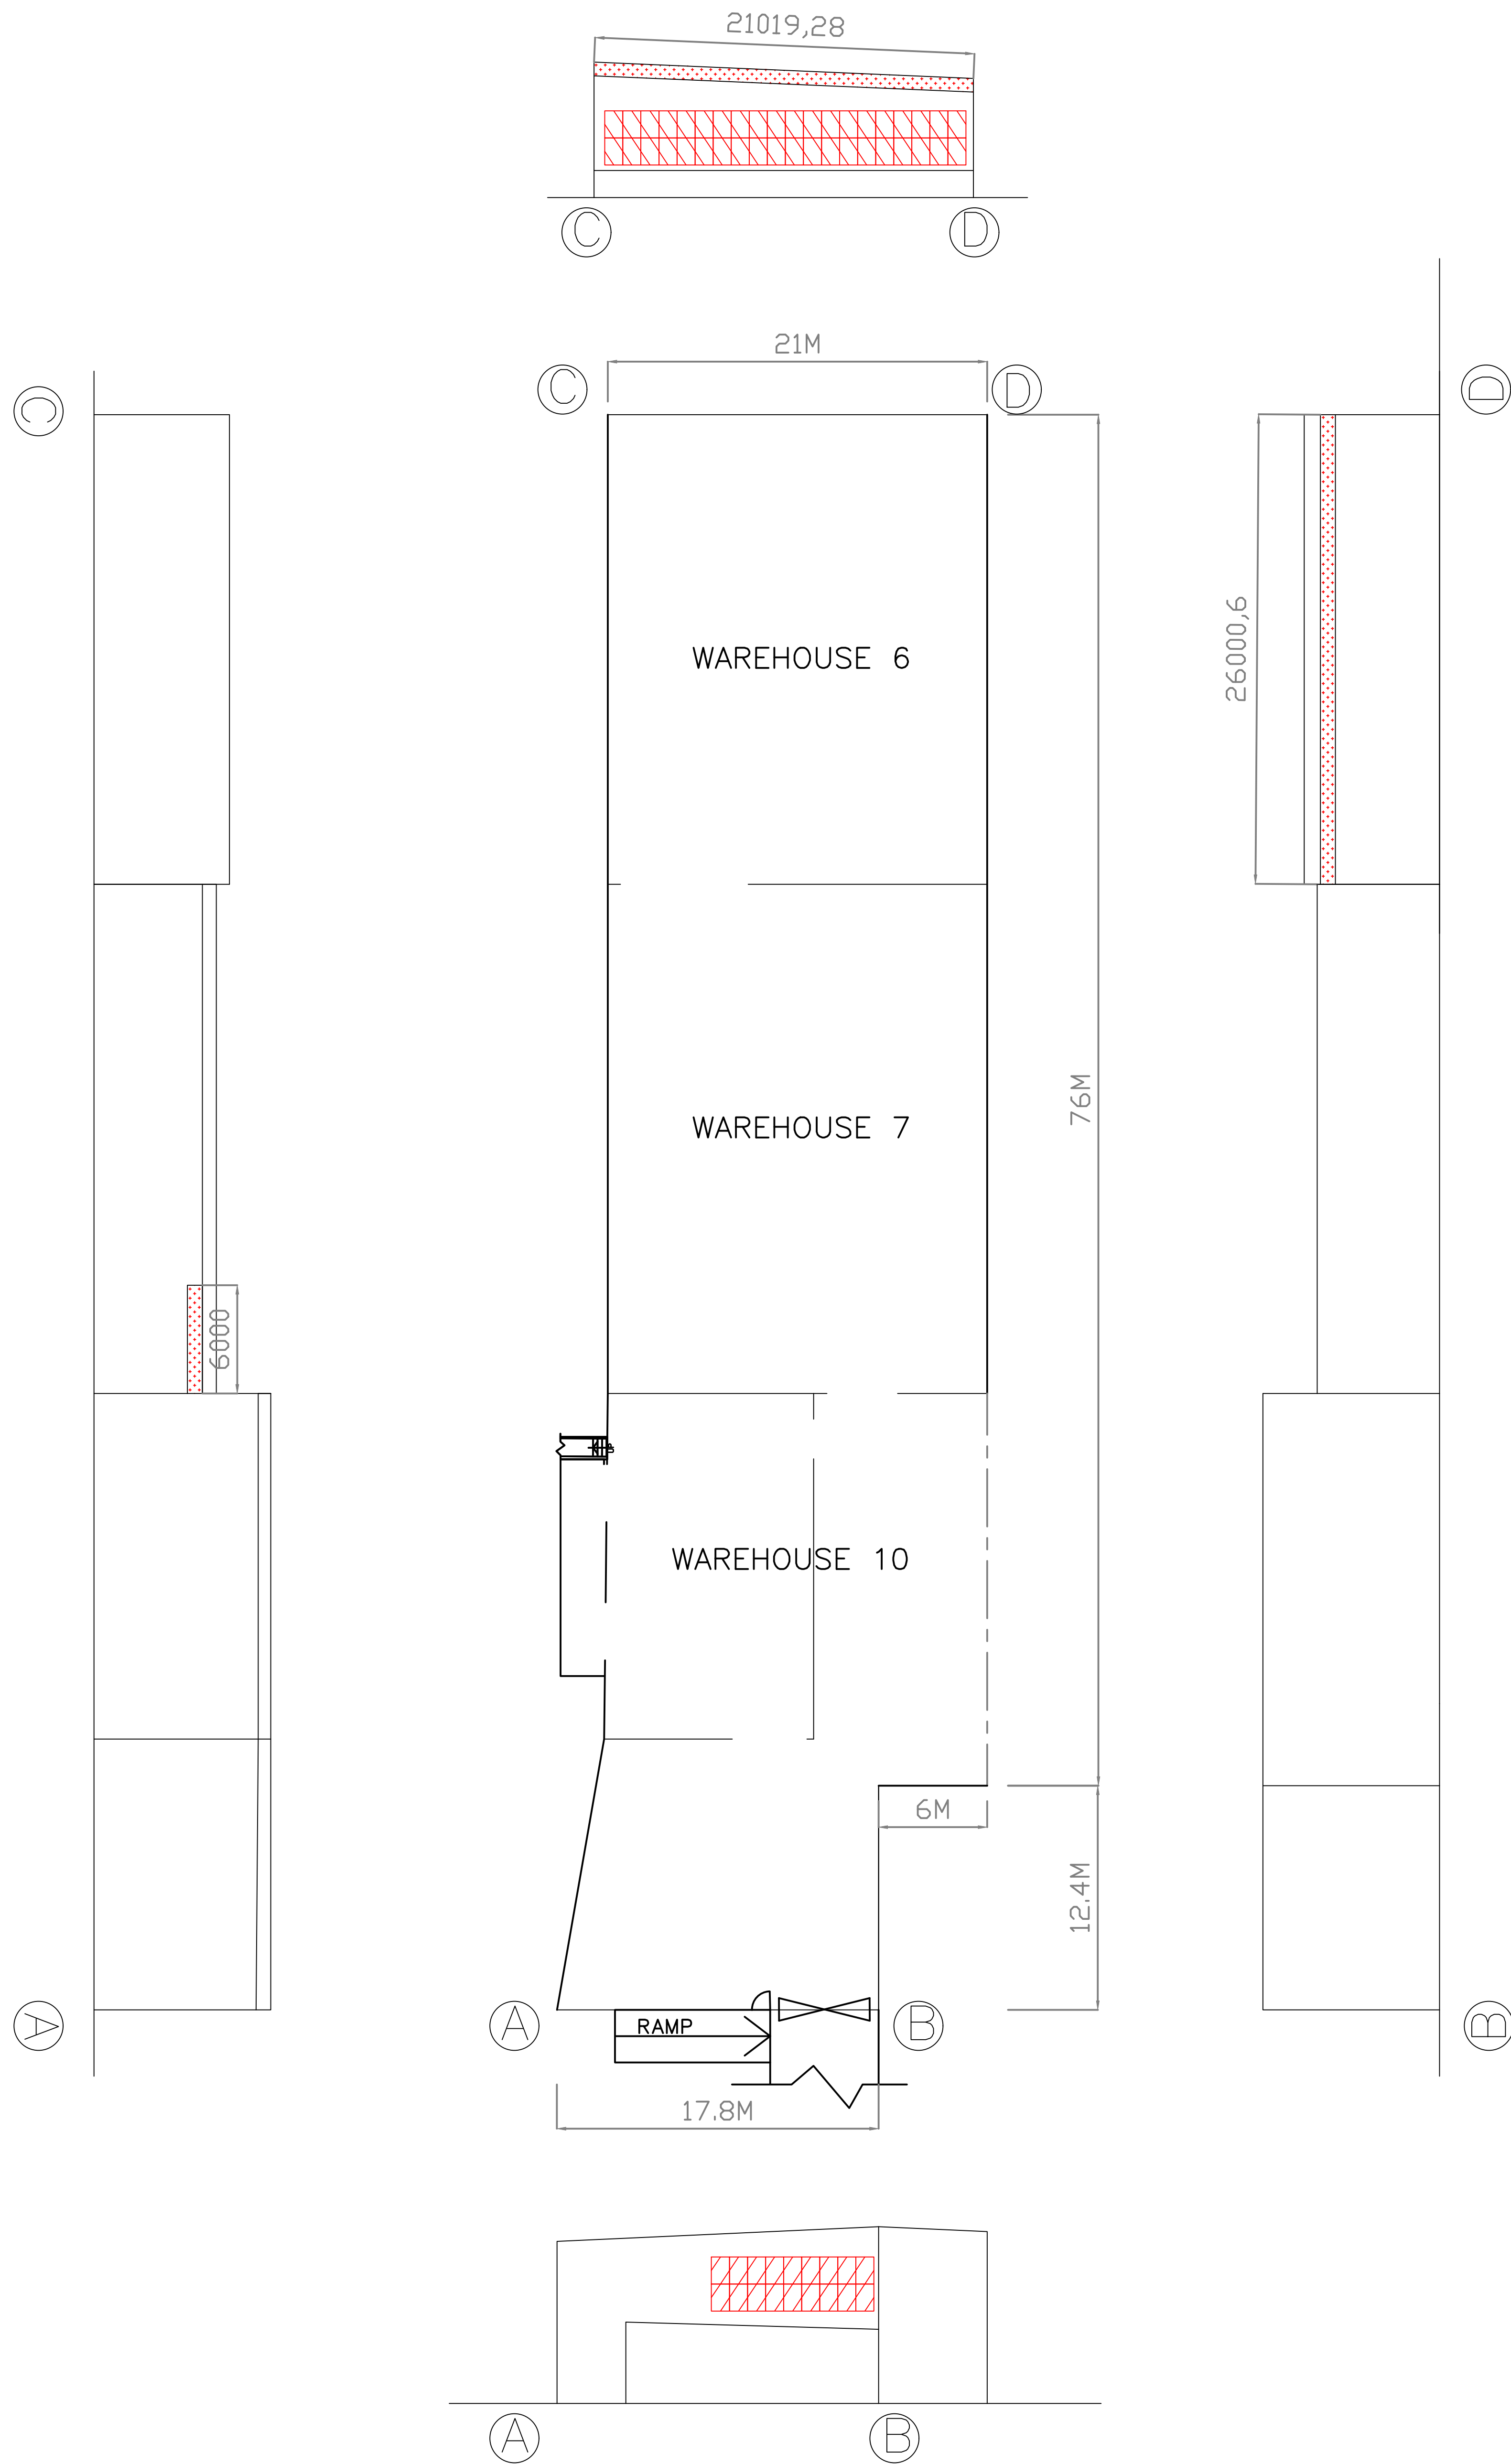 21019,28
C
D
21M
C
D
C
D
26000,6
WAREHOUSE 6
76M
WAREHOUSE 7
6000
UP
WAREHOUSE 10
6M
12.4M
A
A
RAMP
B
B
17.8M
A
B